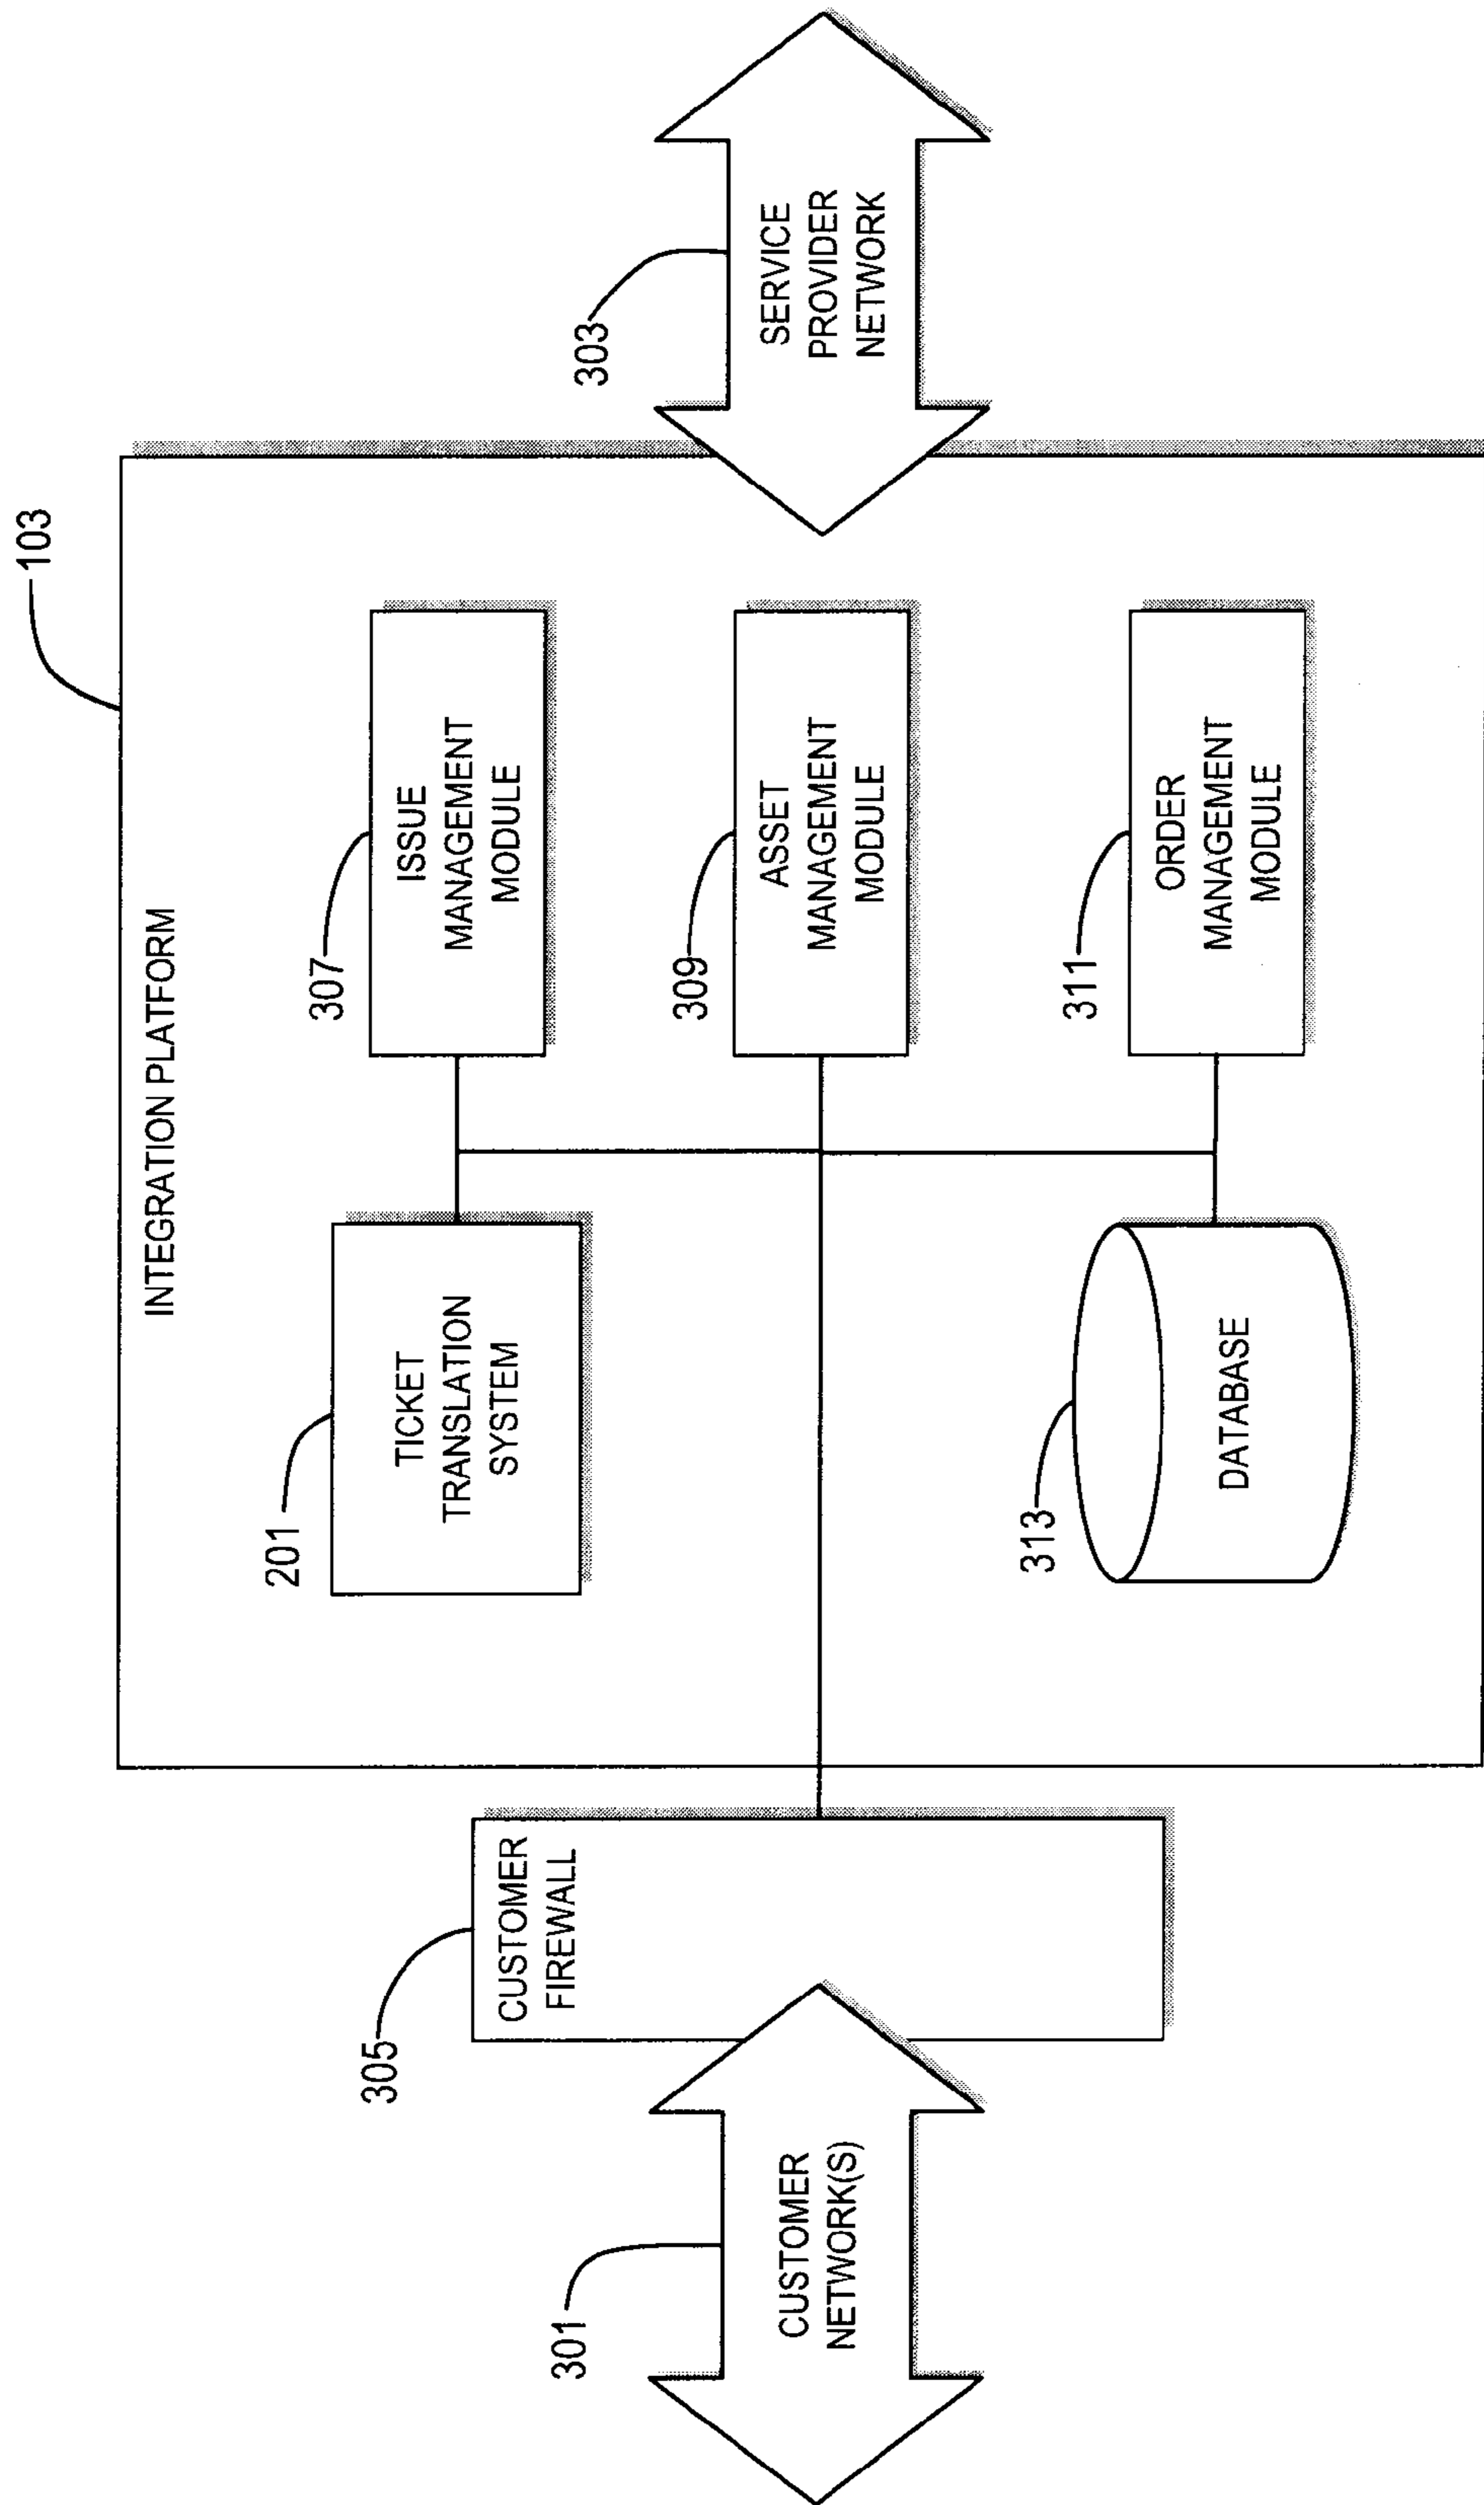 103
INTEGRATION PLATFORM
201
TICKET
TRANSLATION
SYSTEM
307
ISSUE
MANAGEMENT
MODULE
305
CUSTOMER
FIREWALL
301
CUSTOMER
NETWORK(S)
309
ASSET
MANAGEMENT
MODULE
303
SERVICE
PROVIDER
NETWORK
313
DATABASE
311
ORDER
MANAGEMENT
MODULE